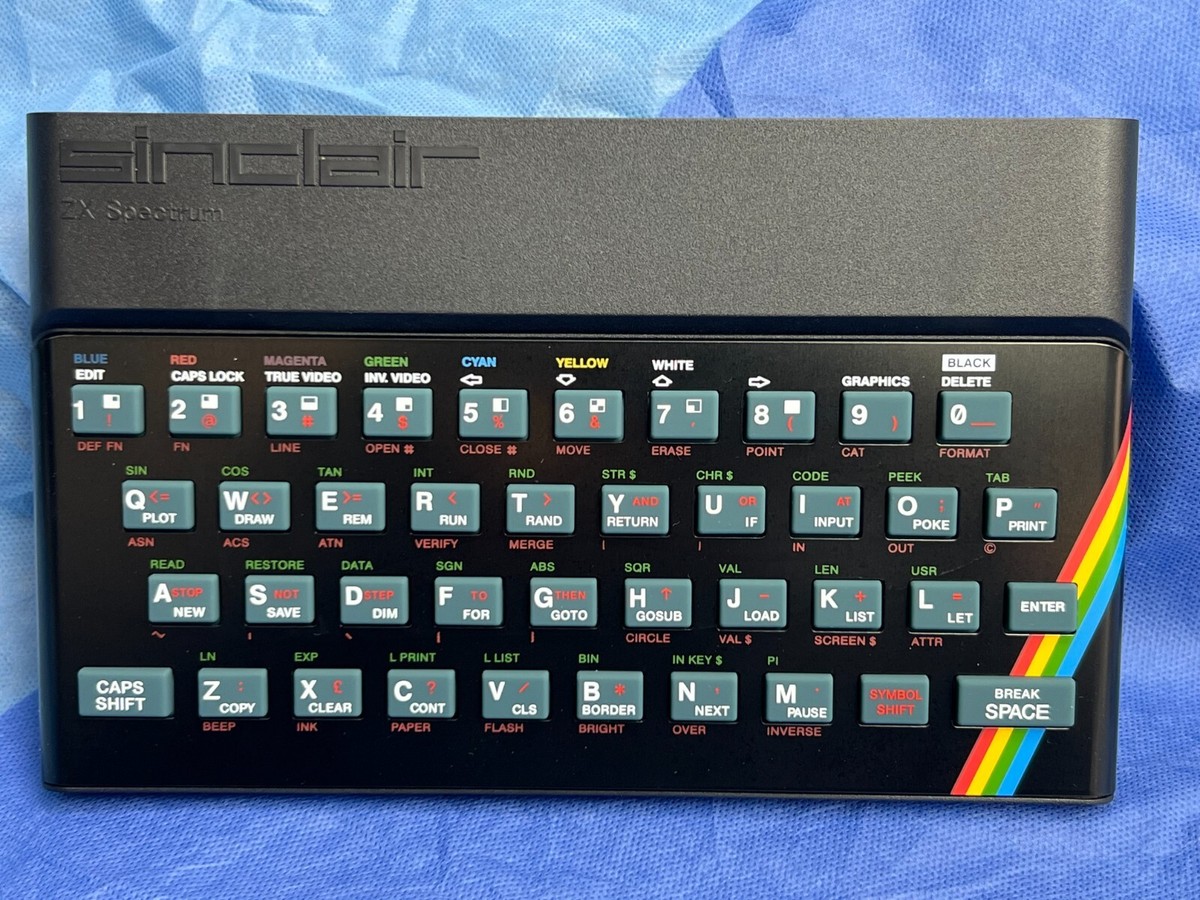 sinclair
ZX Spectrum
BLUE RED MAGENTA GREEN CYAN YELLOW WHITE BLACK
EDIT CAPS LOCK TRUE VIDEO INV. VIDEO ⇦ ⇩ ⇧ ⇨ GRAPHICS DELETE
1 ! 2 @ 3 # 4 $ 5 % 6 & 7 ' 8 ( 9 ) 0 _
DEF FN FN LINE OPEN # CLOSE # MOVE ERASE POINT CAT FORMAT
SIN COS TAN INT RND STR $ CHR $ CODE PEEK TAB
Q <= W <> E >= R < T > Y AND U OR I AT O ; P "
PLOT DRAW REM RUN RAND RETURN IF INPUT POKE PRINT
ASN ACS ATN VERIFY MERGE [ ] IN OUT ©
READ RESTORE DATA SGN ABS SQR VAL LEN USR
A STOP S NOT D STEP F TO G THEN H ↑ J − K + L = ENTER
NEW SAVE DIM FOR GOTO GOSUB LOAD LIST LET
~ | \ { } CIRCLE VAL $ SCREEN $ ATTR
LN EXP L PRINT L LIST BIN IN KEY $ PI
CAPS Z : X £ C ? V / B * N , M . SYMBOL BREAK
SHIFT COPY CLEAR CONT CLS BORDER NEXT PAUSE SHIFT SPACE
BEEP INK PAPER FLASH BRIGHT OVER INVERSE